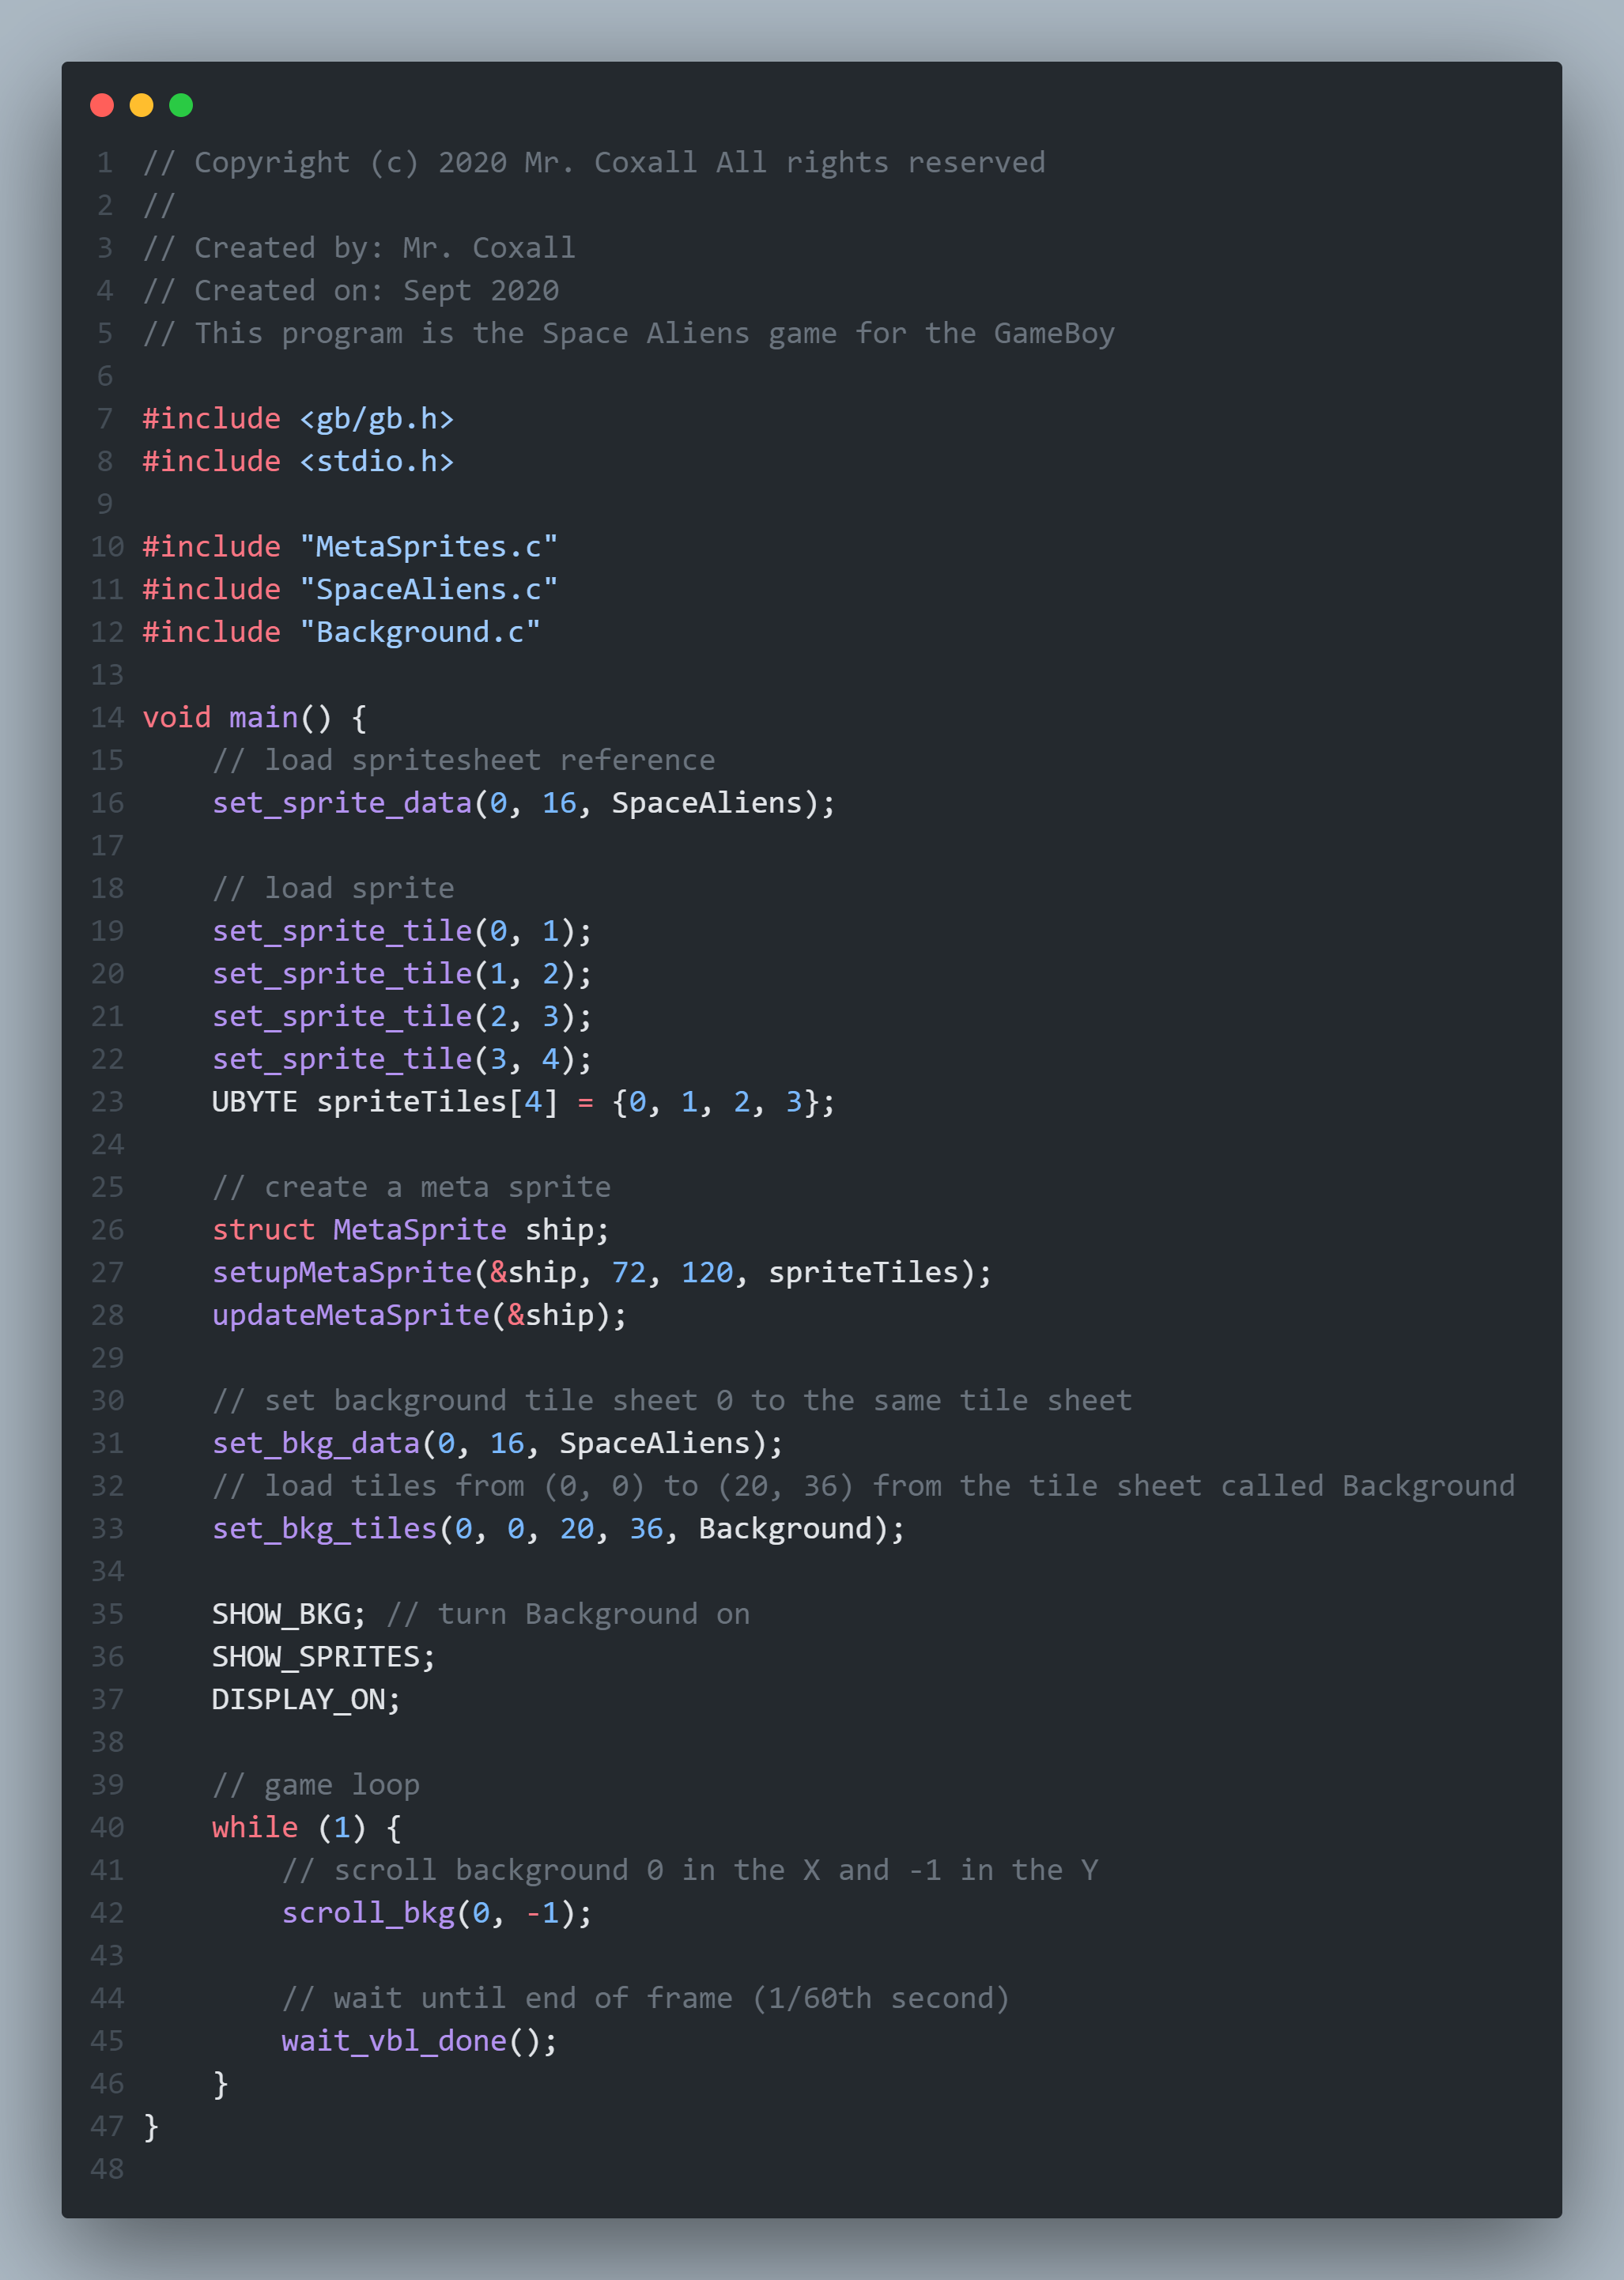 1 // Copyright (c) 2020 Mr. Coxall All rights reserved
2 //
3 // Created by: Mr. Coxall
4 // Created on: Sept 2020
5 // This program is the Space Aliens game for the GameBoy
6
7 #include <gb/gb.h>
8 #include <stdio.h>
9
10 #include "MetaSprites.c"
11 #include "SpaceAliens.c"
12 #include "Background.c"
13
14 void main() {
15     // load spritesheet reference
16     set_sprite_data(0, 16, SpaceAliens);
17
18     // load sprite
19     set_sprite_tile(0, 1);
20     set_sprite_tile(1, 2);
21     set_sprite_tile(2, 3);
22     set_sprite_tile(3, 4);
23     UBYTE spriteTiles[4] = {0, 1, 2, 3};
24
25     // create a meta sprite
26     struct MetaSprite ship;
27     setupMetaSprite(&ship, 72, 120, spriteTiles);
28     updateMetaSprite(&ship);
29
30     // set background tile sheet 0 to the same tile sheet
31     set_bkg_data(0, 16, SpaceAliens);
32     // load tiles from (0, 0) to (20, 36) from the tile sheet called Background
33     set_bkg_tiles(0, 0, 20, 36, Background);
34
35     SHOW_BKG; // turn Background on
36     SHOW_SPRITES;
37     DISPLAY_ON;
38
39     // game loop
40     while (1) {
41         // scroll background 0 in the X and -1 in the Y
42         scroll_bkg(0, -1);
43
44         // wait until end of frame (1/60th second)
45         wait_vbl_done();
46     }
47 }
48